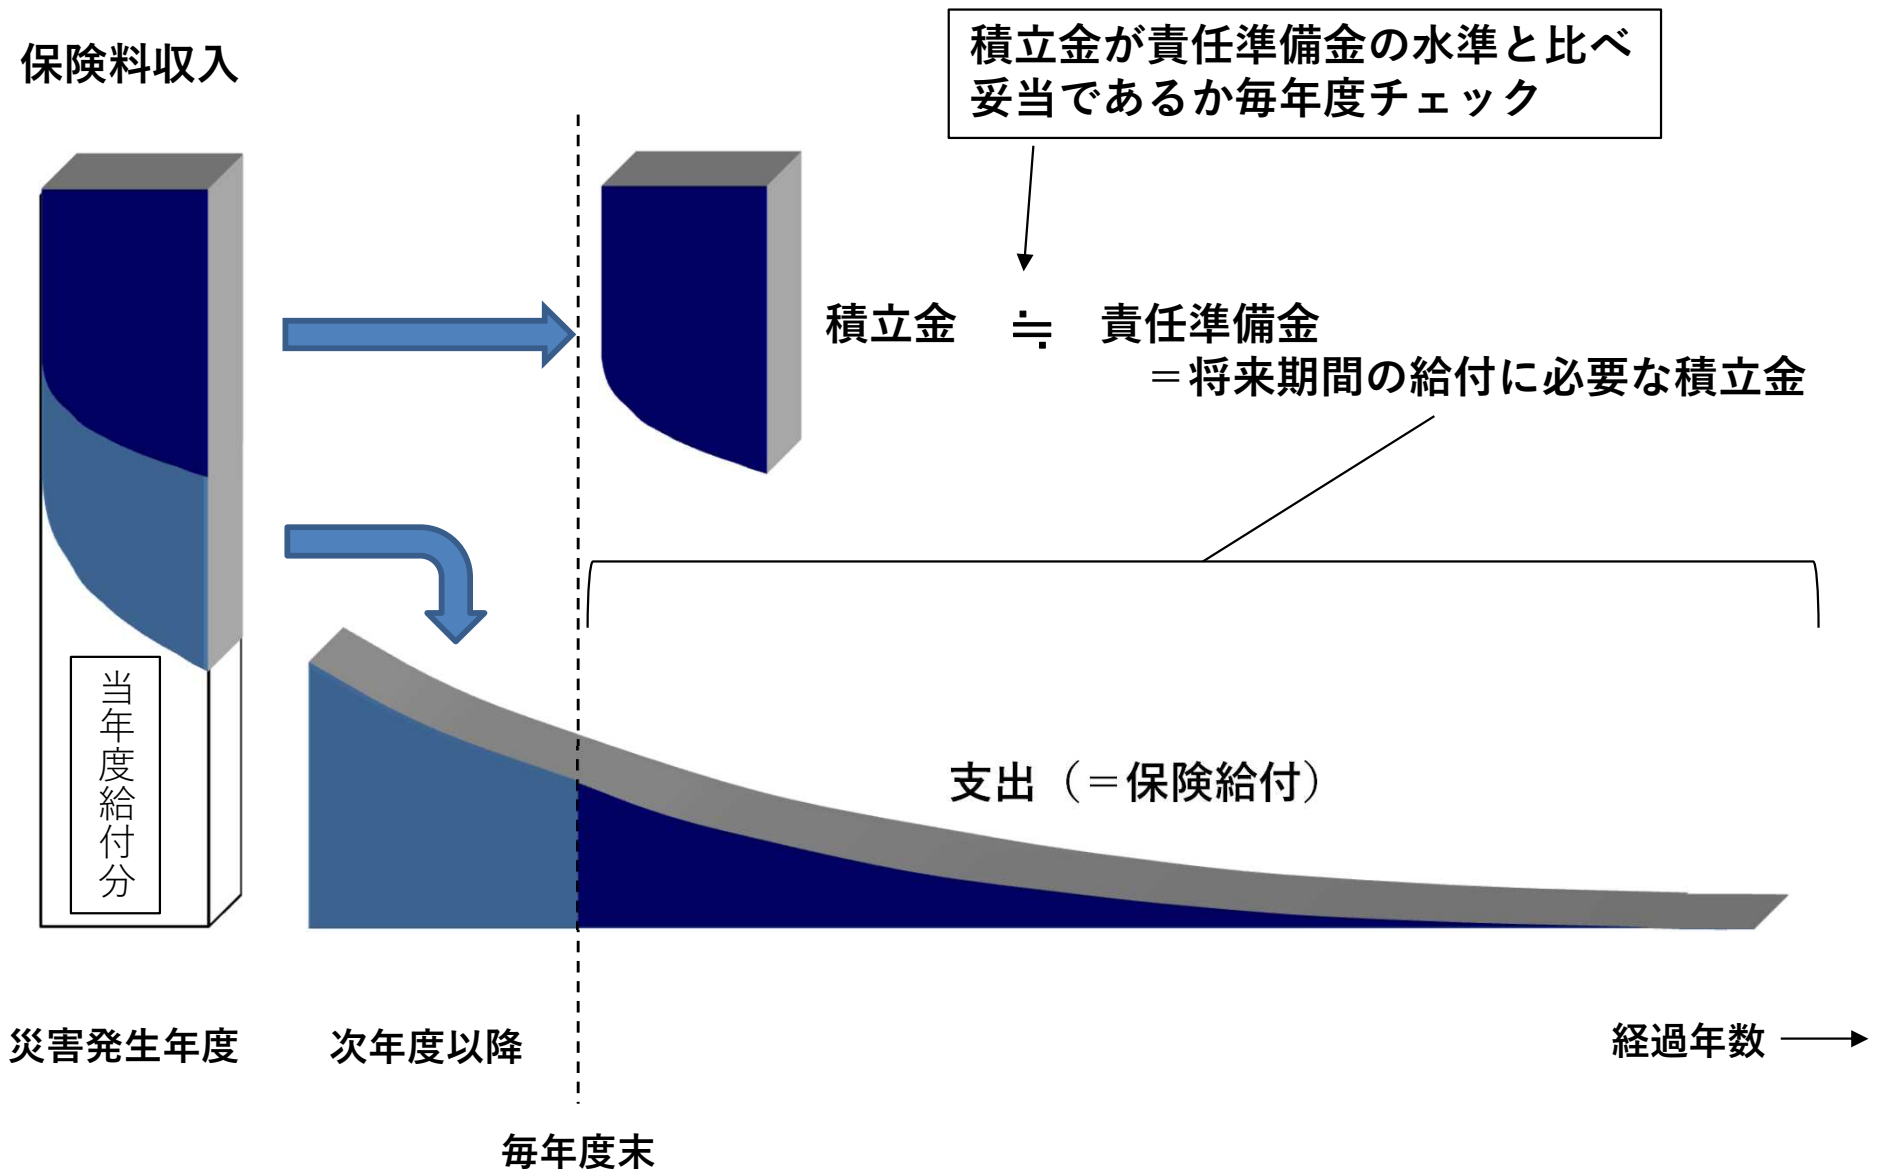 保険料収入
積立金が責任準備金の水準と比べ
妥当であるか毎年度チェック
積立金 ≒ 責任準備金
＝将来期間の給付に必要な積立金
当年度給付分
支出（＝保険給付）
災害発生年度
次年度以降
経過年数
毎年度末